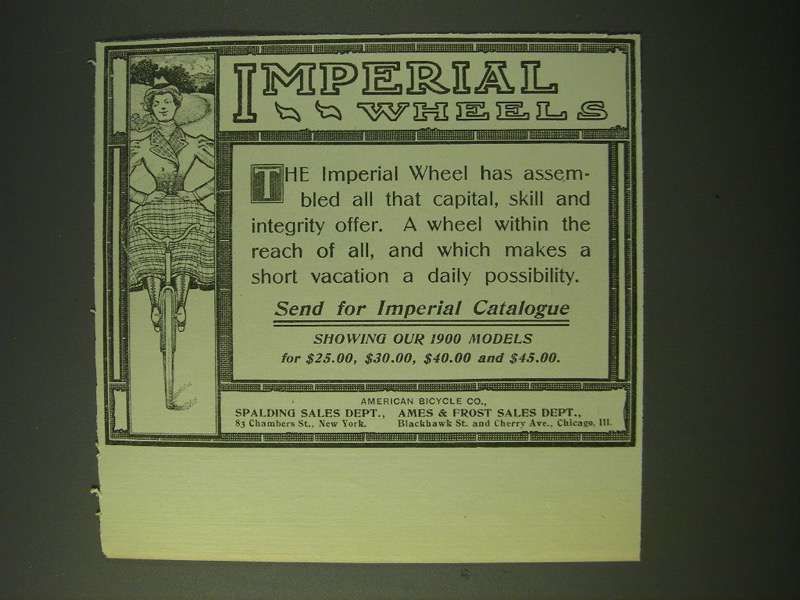 IMPERIAL
WHEELS
THE Imperial Wheel has assem-
bled all that capital, skill and
integrity offer. A wheel within the
reach of all, and which makes a
short vacation a daily possibility.
Send for Imperial Catalogue
SHOWING OUR 1900 MODELS
for $25.00, $30.00, $40.00 and $45.00.
AMERICAN BICYCLE CO.,
SPALDING SALES DEPT., AMES & FROST SALES DEPT.,
83 Chambers St., New York. Blackhawk St. and Cherry Ave., Chicago, Ill.